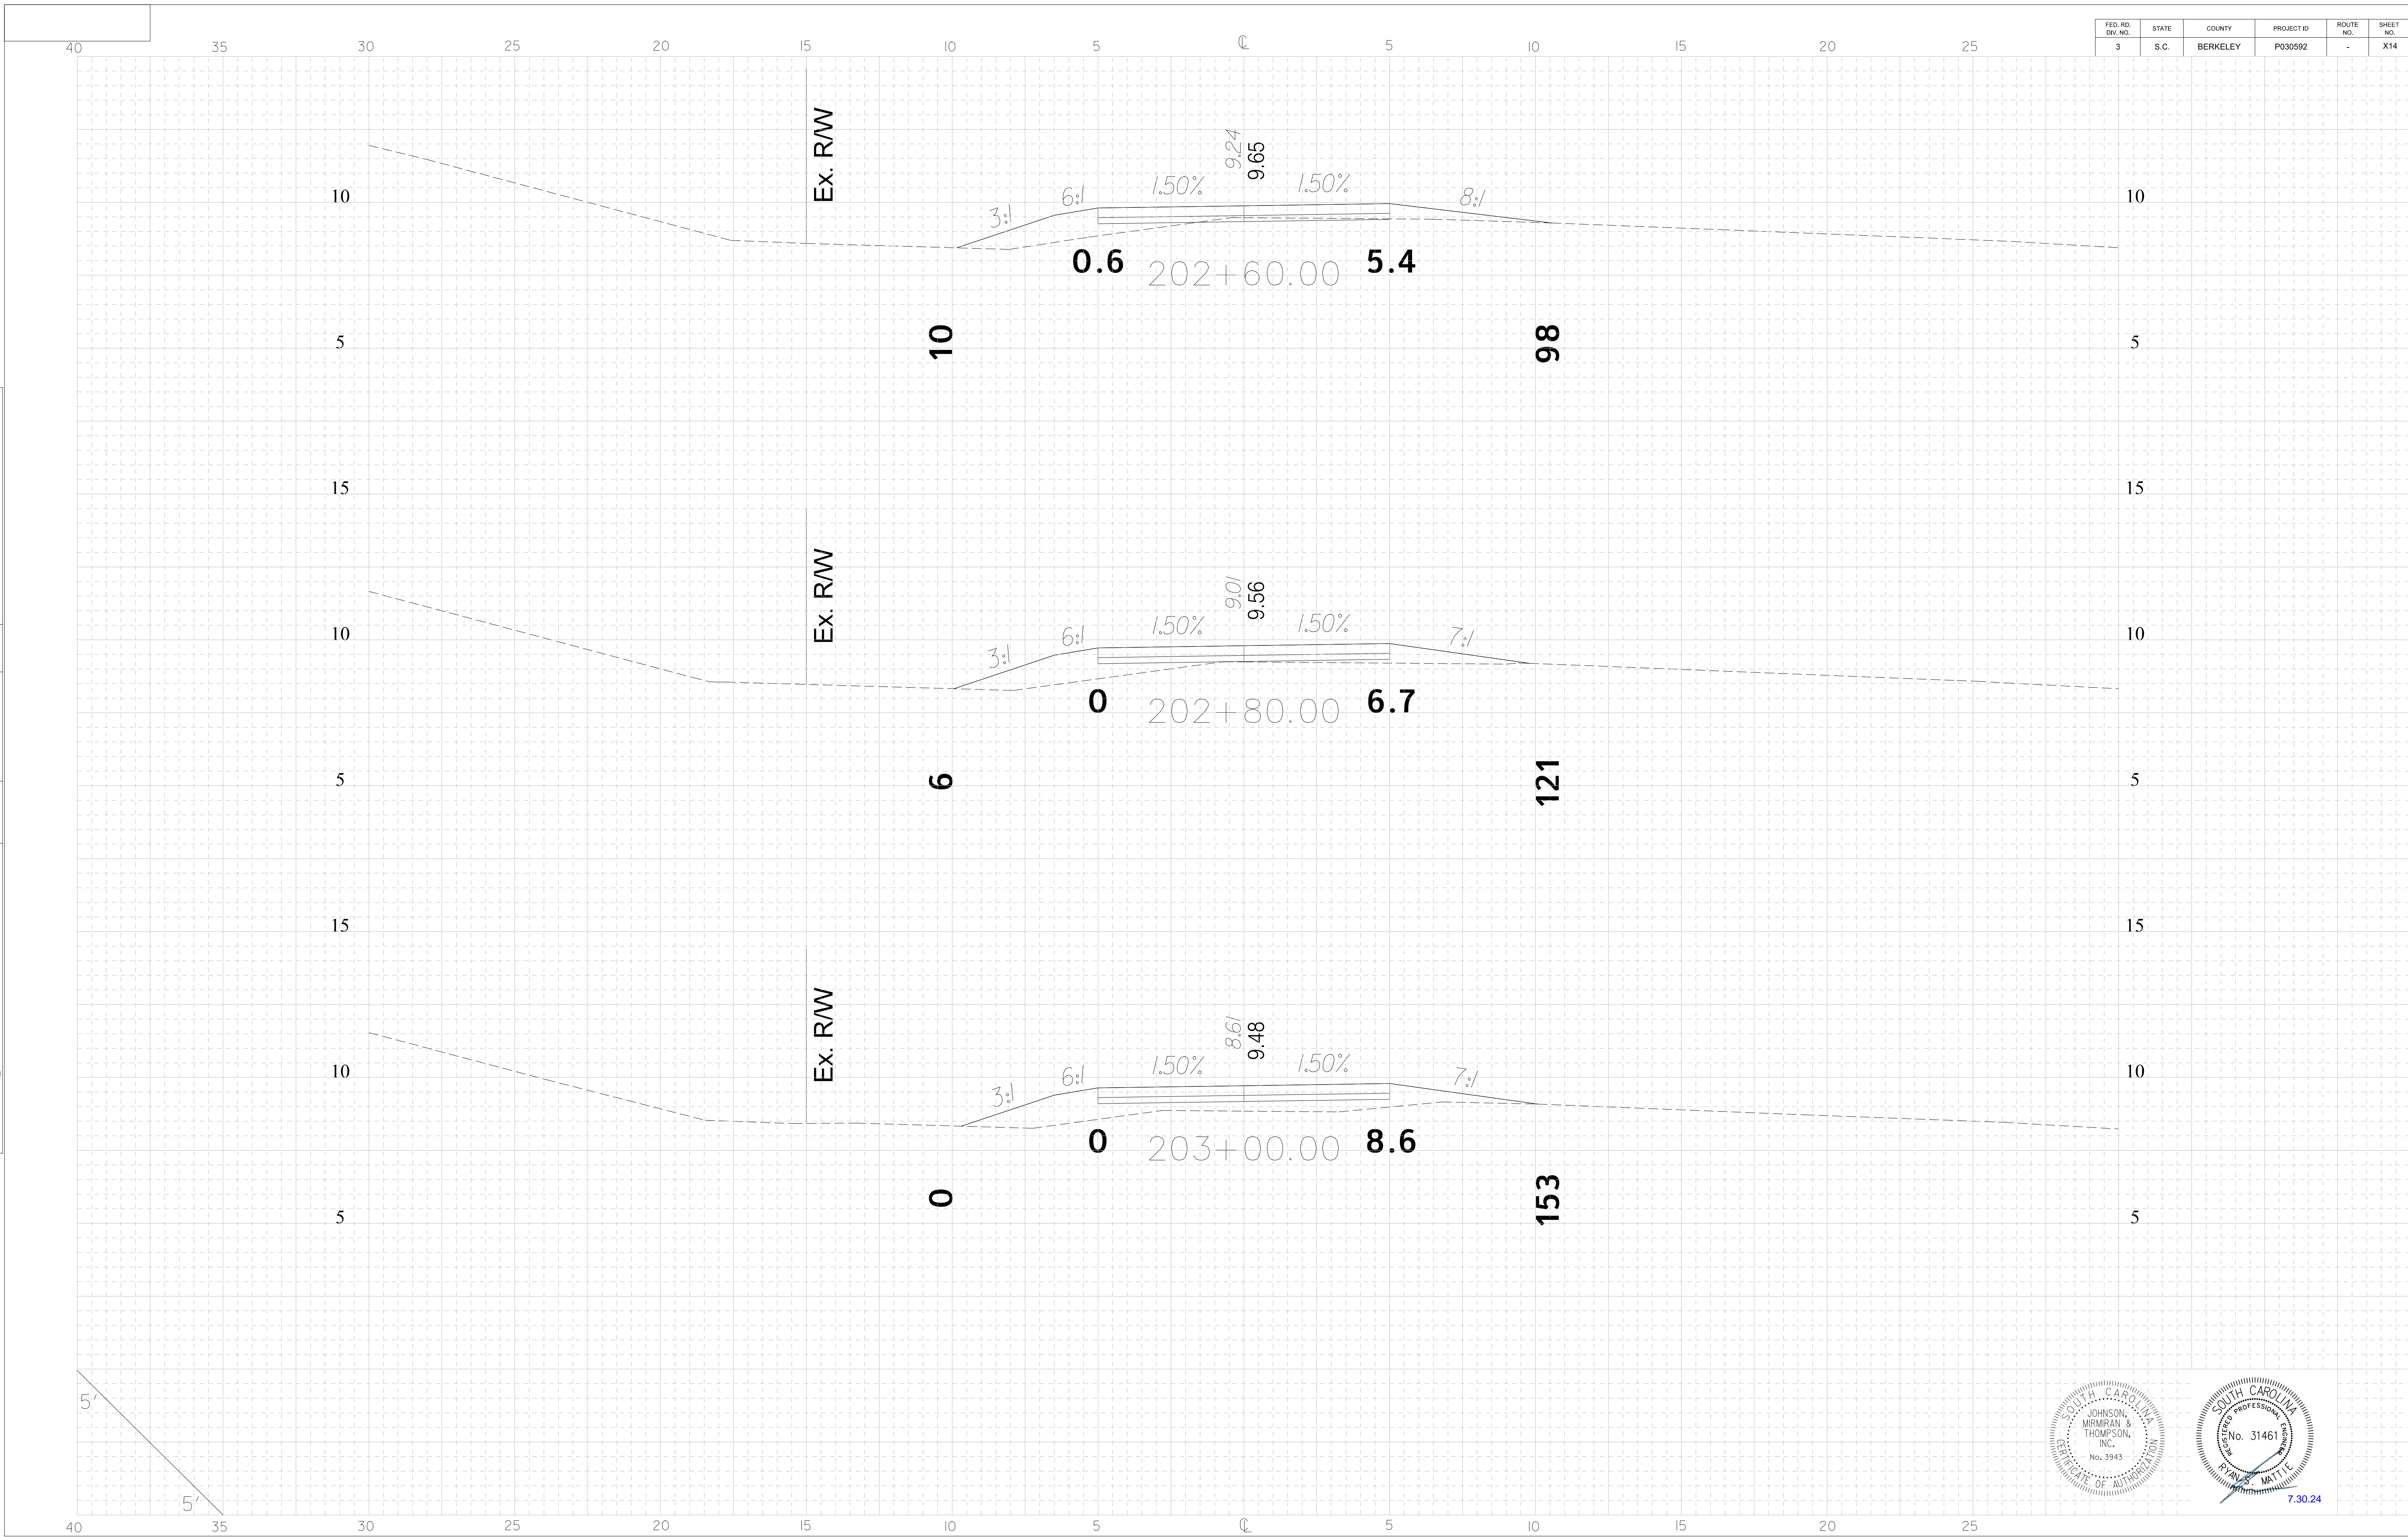 FED. RD. DIV. NO. STATE COUNTY PROJECT ID ROUTE NO. SHEET NO.
3 S.C. BERKELEY P030592 - X14
40 35 30 25 20 15 10 5 ℄ 5 10 15 20 25
Ex. R/W
9.24
9.65
10 3:1 6:1 1.50% 1.50% 8:1 10
0.6 202+60.00 5.4
5 10 98 5
15 15
Ex. R/W
9.01
9.56
10 3:1 6:1 1.50% 1.50% 7:1 10
0 202+80.00 6.7
5 6 121 5
15 15
Ex. R/W
8.61
9.48
10 3:1 6:1 1.50% 1.50% 7:1 10
0 203+00.00 8.6
5 0 153 5
5'
5'
SOUTH CAROLINA
JOHNSON,
MIRMIRAN &
THOMPSON,
INC.
No. 3943
CERTIFICATE OF AUTHORIZATION
SOUTH CAROLINA
REGISTERED PROFESSIONAL ENGINEER
No. 31461
RYAN S. MATTIE
7.30.24
40 35 30 25 20 15 10 5 ℄ 5 10 15 20 25